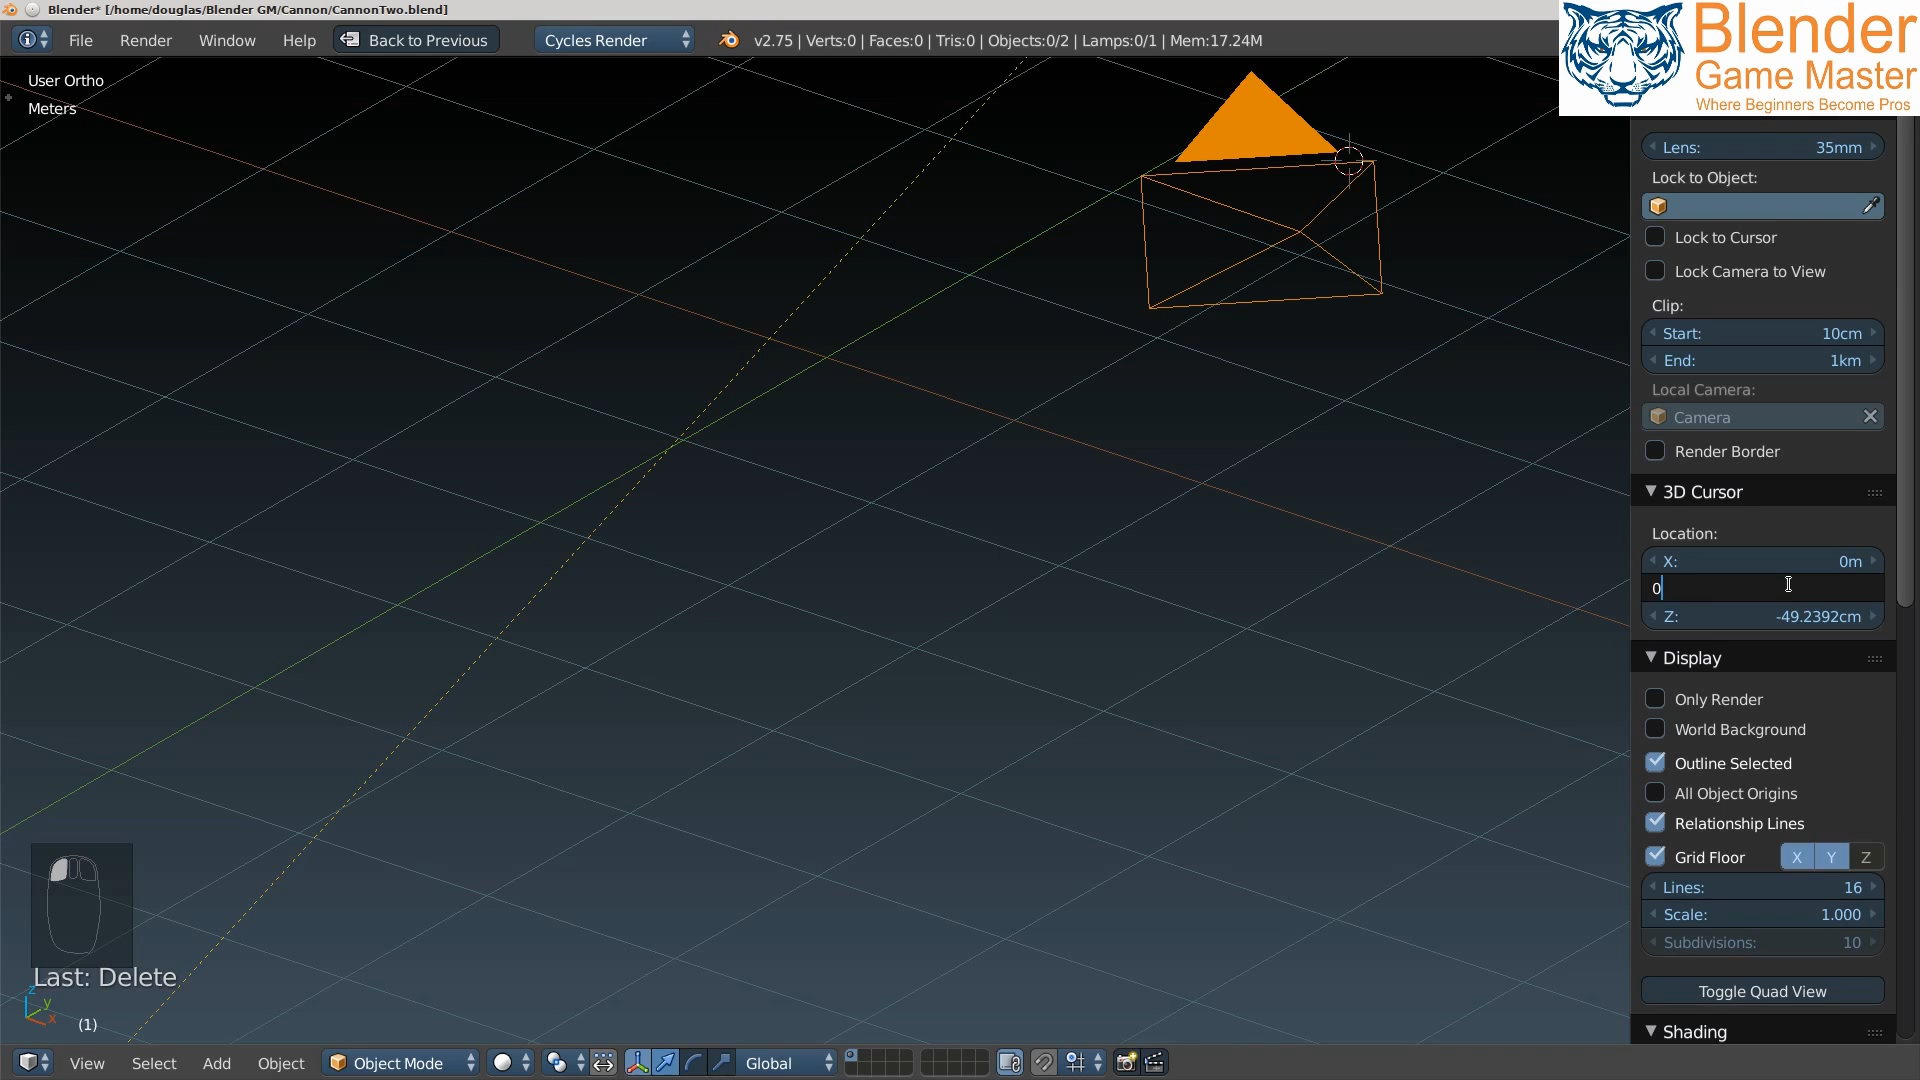 Blender* [/home/douglas/Blender GM/Cannon/CannonTwo.blend]
File Render Window Help Back to Previous Cycles Render v2.75 | Verts:0 | Faces:0 | Tris:0 | Objects:0/2 | Lamps:0/1 | Mem:17.24M
Blender
Game Master
Where Beginners Become Pros
User Ortho
Meters
Lens: 35mm
Lock to Object:
Lock to Cursor
Lock Camera to View
Clip:
Start: 10cm
End: 1km
Local Camera:
Camera
Render Border
3D Cursor
Location:
X: 0m
0
Z: -49.2392cm
Display
Only Render
World Background
Outline Selected
All Object Origins
Relationship Lines
Grid Floor X Y Z
Lines: 16
Scale: 1.000
Subdivisions: 10
Toggle Quad View
Shading
Last: Delete
z
y
x
(1)
View Select Add Object Object Mode Global